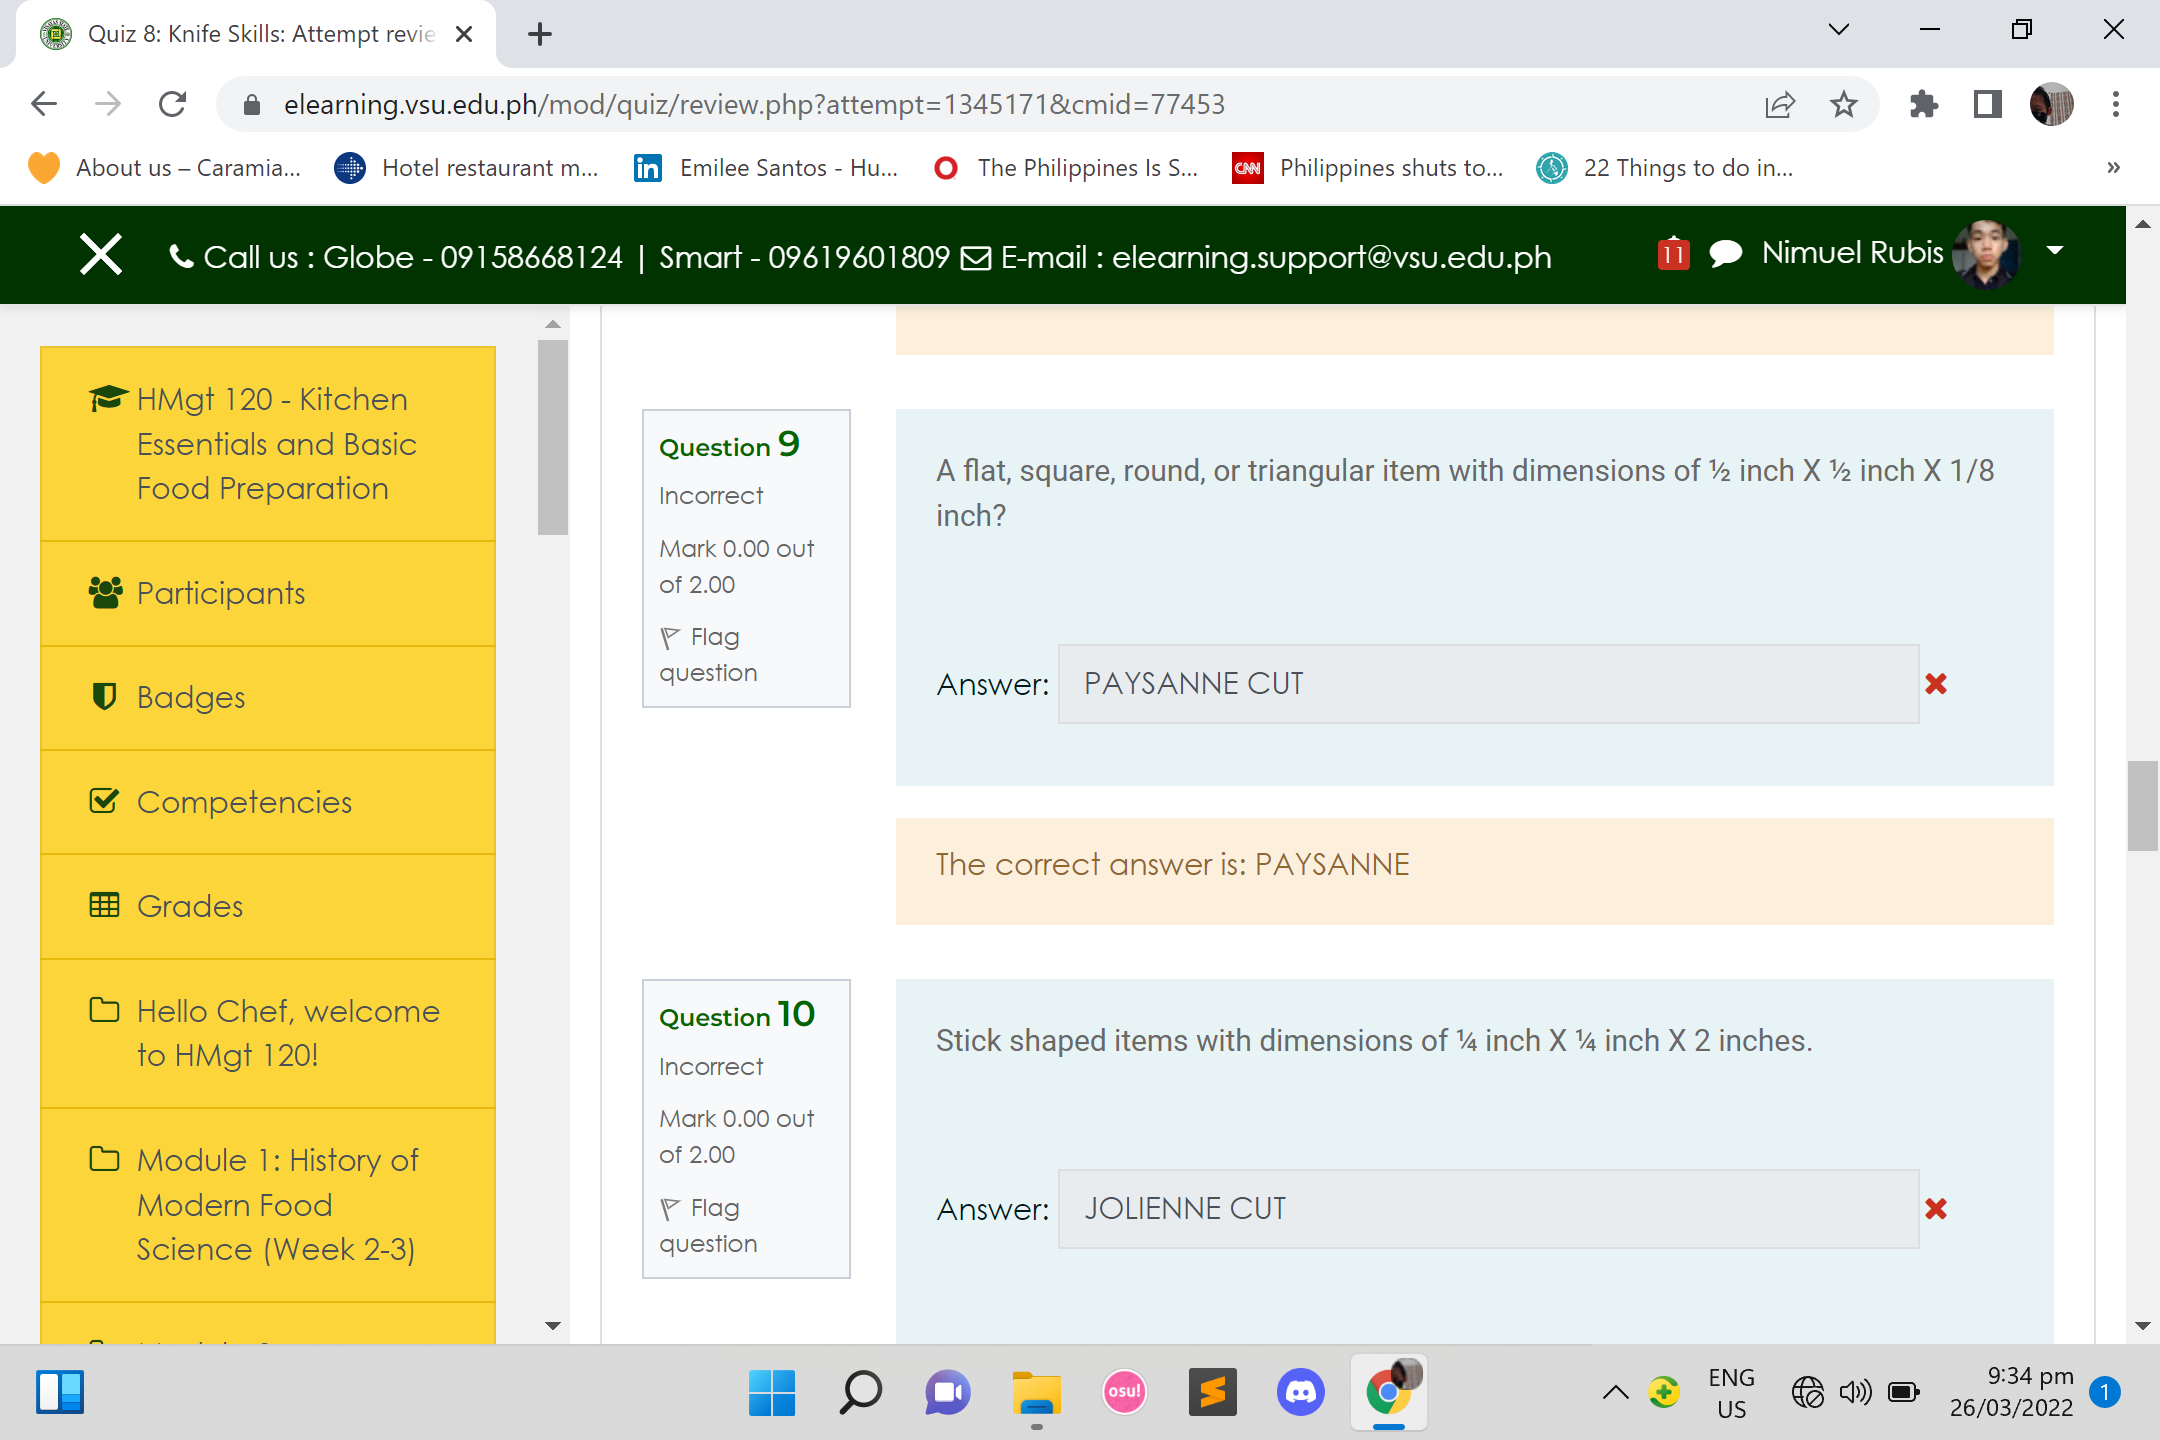 Quiz 8: Knife Skills: Attempt revie
elearning.vsu.edu.ph/mod/quiz/review.php?attempt=1345171&cmid=77453
About us – Caramia...
Hotel restaurant m...
in
Emilee Santos - Hu...
The Philippines Is S...
CNN
Philippines shuts to...
22 Things to do in...
»
Call us : Globe - 09158668124 | Smart - 09619601809 E-mail : elearning.support@vsu.edu.ph
11
Nimuel Rubis
HMgt 120 - Kitchen
Essentials and Basic
Food Preparation
Participants
Badges
Competencies
Grades
Hello Chef, welcome
to HMgt 120!
Module 1: History of
Modern Food
Science (Week 2-3)
Question 9
Incorrect
Mark 0.00 out
of 2.00
Flag
question
A flat, square, round, or triangular item with dimensions of ½ inch X ½ inch X 1/8
inch?
Answer: PAYSANNE CUT
The correct answer is: PAYSANNE
Question 10
Incorrect
Mark 0.00 out
of 2.00
Flag
question
Stick shaped items with dimensions of ¼ inch X ¼ inch X 2 inches.
Answer: JOLIENNE CUT
osu!
ENG
US
9:34 pm
26/03/2022
1